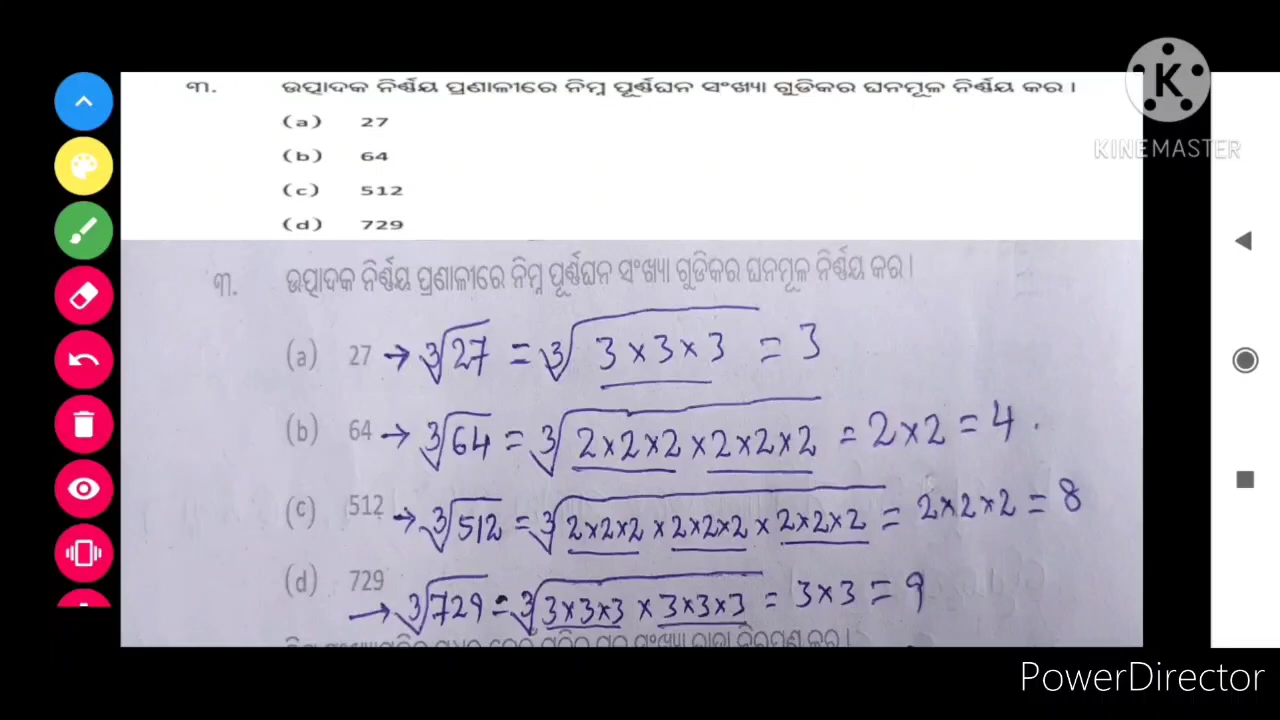 ୩. ଉତ୍ପାଦକ ନିର୍ଣ୍ଣୟ ପ୍ରଣାଳୀରେ ନିମ୍ନ ପୂର୍ଣ୍ଣଘନ ସଂଖ୍ୟା ଗୁଡିକର ଘନମୂଳ ନିର୍ଣ୍ଣୟ କର ।
(a) 27
(b) 64
(c) 512
(d) 729
K
KINEMASTER
୩. ଉତ୍ପାଦକ ନିର୍ଣ୍ଣୟ ପ୍ରଣାଳୀରେ ନିମ୍ନ ପୂର୍ଣ୍ଣଘନ ସଂଖ୍ୟା ଗୁଡିକର ଘନମୂଳ ନିର୍ଣ୍ଣୟ କର ।
(a) 27 → ∛27 = ∛3×3×3 = 3
(b) 64 → ∛64 = ∛2×2×2×2×2×2 = 2×2 = 4.
(c) 512 → ∛512 = ∛2×2×2×2×2×2×2×2×2 = 2×2×2 = 8
(d) 729 → ∛729 = ∛3×3×3×3×3×3 = 3×3 = 9
PowerDirector